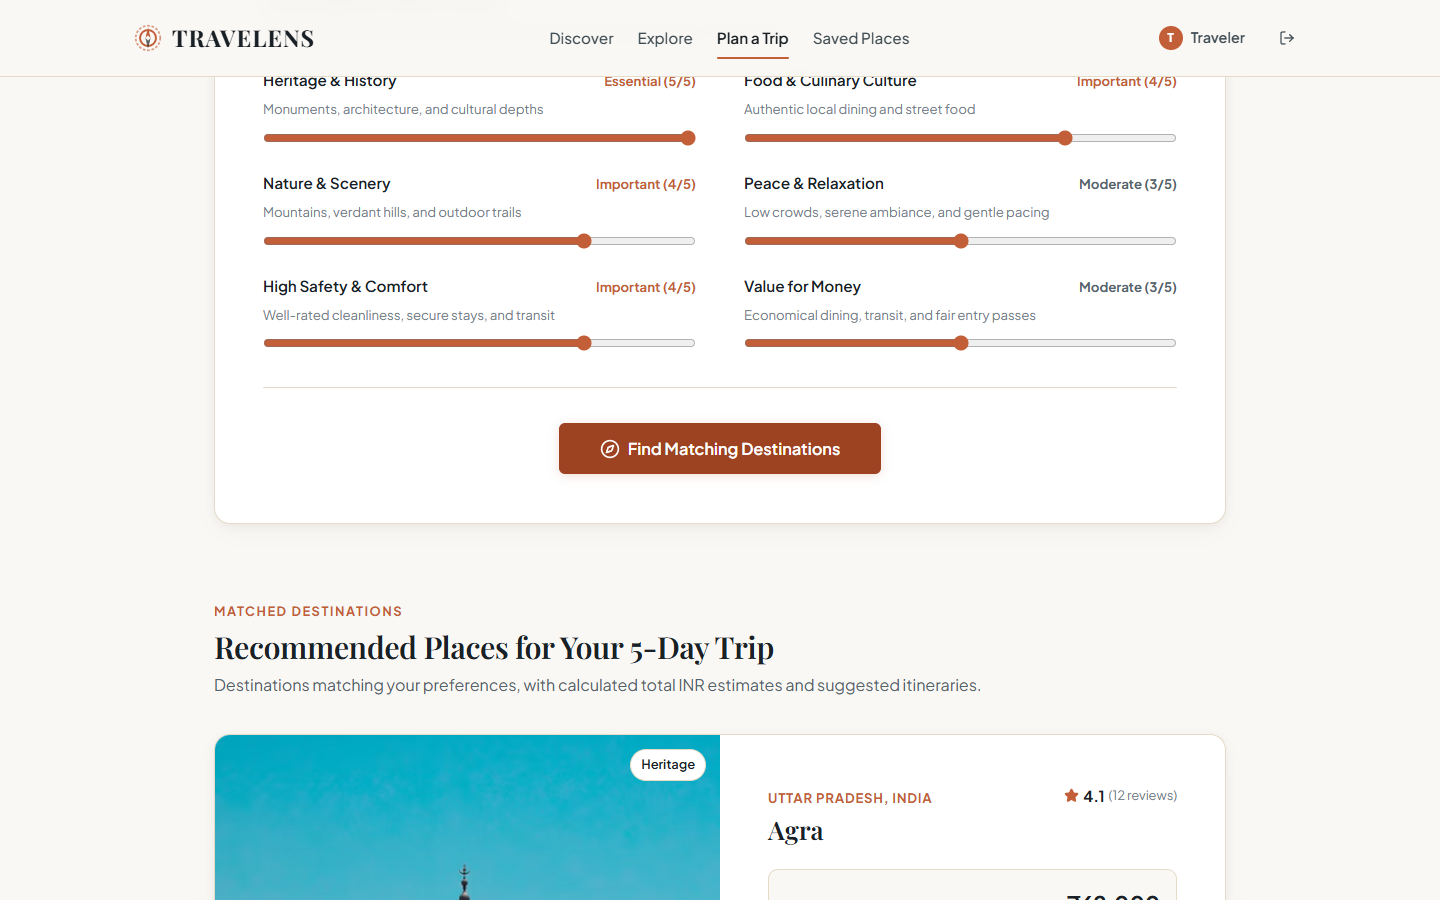 TRAVELENS
Discover
Explore
Plan a Trip
Saved Places
T
Traveler
Heritage & History
Essential (5/5)
Monuments, architecture, and cultural depths
Food & Culinary Culture
Important (4/5)
Authentic local dining and street food
Nature & Scenery
Important (4/5)
Mountains, verdant hills, and outdoor trails
Peace & Relaxation
Moderate (3/5)
Low crowds, serene ambiance, and gentle pacing
High Safety & Comfort
Important (4/5)
Well-rated cleanliness, secure stays, and transit
Value for Money
Moderate (3/5)
Economical dining, transit, and fair entry passes
Find Matching Destinations
MATCHED DESTINATIONS
Recommended Places for Your 5-Day Trip
Destinations matching your preferences, with calculated total INR estimates and suggested itineraries.
Heritage
UTTAR PRADESH, INDIA
4.1 (12 reviews)
Agra